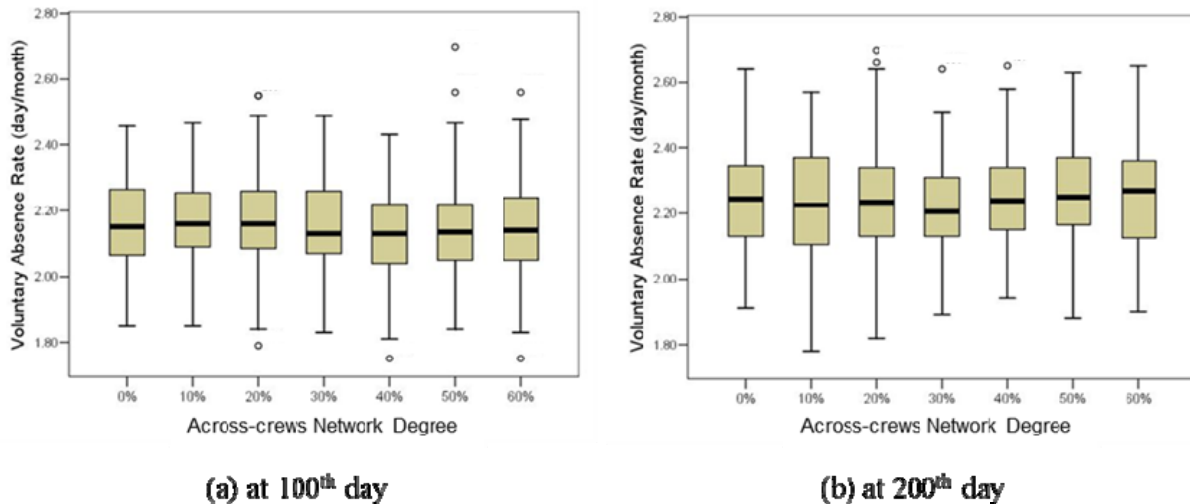 2.80
2.60
2.40
2.20
2.00
1.80
Voluntary Absence Rate (day/month)
0% 10% 20% 30% 40% 50% 60%
Across-crews Network Degree
(a) at 100th day
2.80
2.60
2.40
2.20
2.00
1.80
Voluntary Absence Rate (day/month)
0% 10% 20% 30% 40% 50% 60%
Across-crews Network Degree
(b) at 200th day